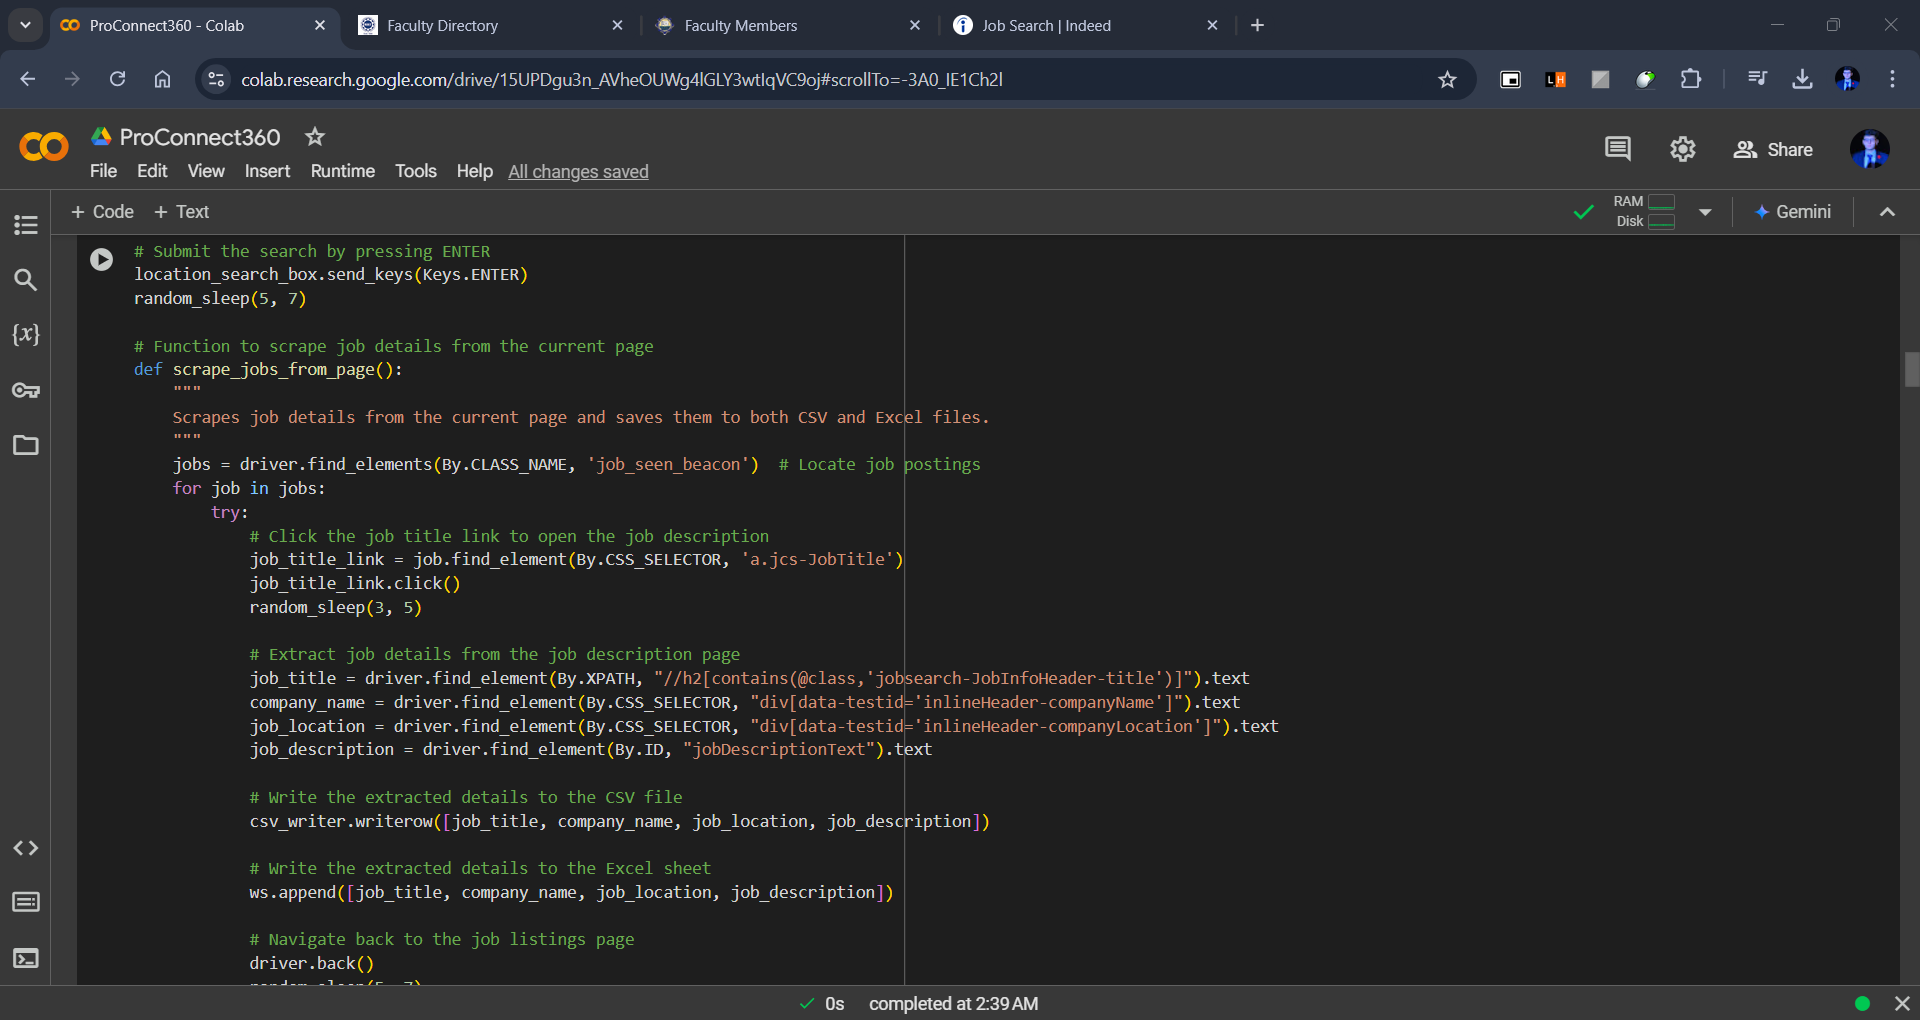 ProConnect360 - Colab
Faculty Directory
Faculty Members
Job Search | Indeed
colab.research.google.com/drive/15UPDgu3n_AVheOUWg4lGLY3wtIqVC9oj#scrollTo=-3A0_IE1Ch2l
LH
ProConnect360
File Edit View Insert Runtime Tools Help All changes saved
Share
+ Code + Text
RAM
Disk
Gemini
# Submit the search by pressing ENTER
location_search_box.send_keys(Keys.ENTER)
random_sleep(5, 7)
# Function to scrape job details from the current page
def scrape_jobs_from_page():
"""
Scrapes job details from the current page and saves them to both CSV and Excel files.
"""
jobs = driver.find_elements(By.CLASS_NAME, 'job_seen_beacon')  # Locate job postings
for job in jobs:
try:
# Click the job title link to open the job description
job_title_link = job.find_element(By.CSS_SELECTOR, 'a.jcs-JobTitle')
job_title_link.click()
random_sleep(3, 5)
# Extract job details from the job description page
job_title = driver.find_element(By.XPATH, "//h2[contains(@class,'jobsearch-JobInfoHeader-title')]").text
company_name = driver.find_element(By.CSS_SELECTOR, "div[data-testid='inlineHeader-companyName']").text
job_location = driver.find_element(By.CSS_SELECTOR, "div[data-testid='inlineHeader-companyLocation']").text
job_description = driver.find_element(By.ID, "jobDescriptionText").text
# Write the extracted details to the CSV file
csv_writer.writerow([job_title, company_name, job_location, job_description])
# Write the extracted details to the Excel sheet
ws.append([job_title, company_name, job_location, job_description])
# Navigate back to the job listings page
driver.back()
0s completed at 2:39 AM